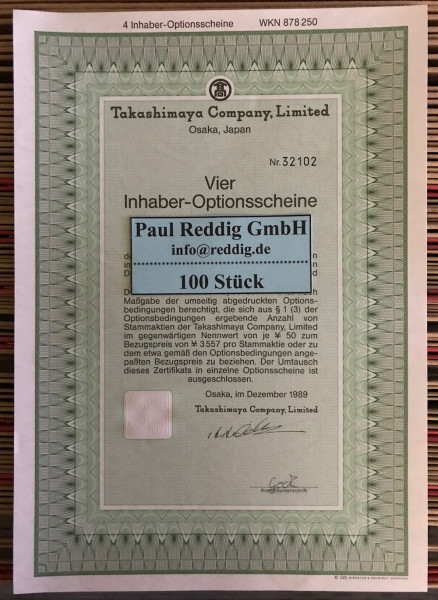 4 Inhaber-Optionsscheine WKN 878 250
高
Takashimaya Company, Limited
Osaka, Japan
Nr. 32102
Vier
Inhaber-Optionsscheine
Paul Reddig GmbH
info@reddig.de
100 Stück
Maßgabe der umseitig abgedruckten Options-
bedingungen berechtigt, die sich aus § 1 (3) der
Optionsbedingungen ergebende Anzahl von
Stammaktien der Takashimaya Company, Limited
im gegenwärtigen Nennwert von je ¥ 50 zum
Bezugspreis von ¥ 3557 pro Stammaktie oder zu
dem etwa gemäß den Optionsbedingungen ange-
paßten Bezugspreis zu beziehen. Der Umtausch
dieses Zertifikats in einzelne Optionsscheine ist
ausgeschlossen.
Osaka, im Dezember 1989
Takashimaya Company, Limited
Kontrollunterschrift